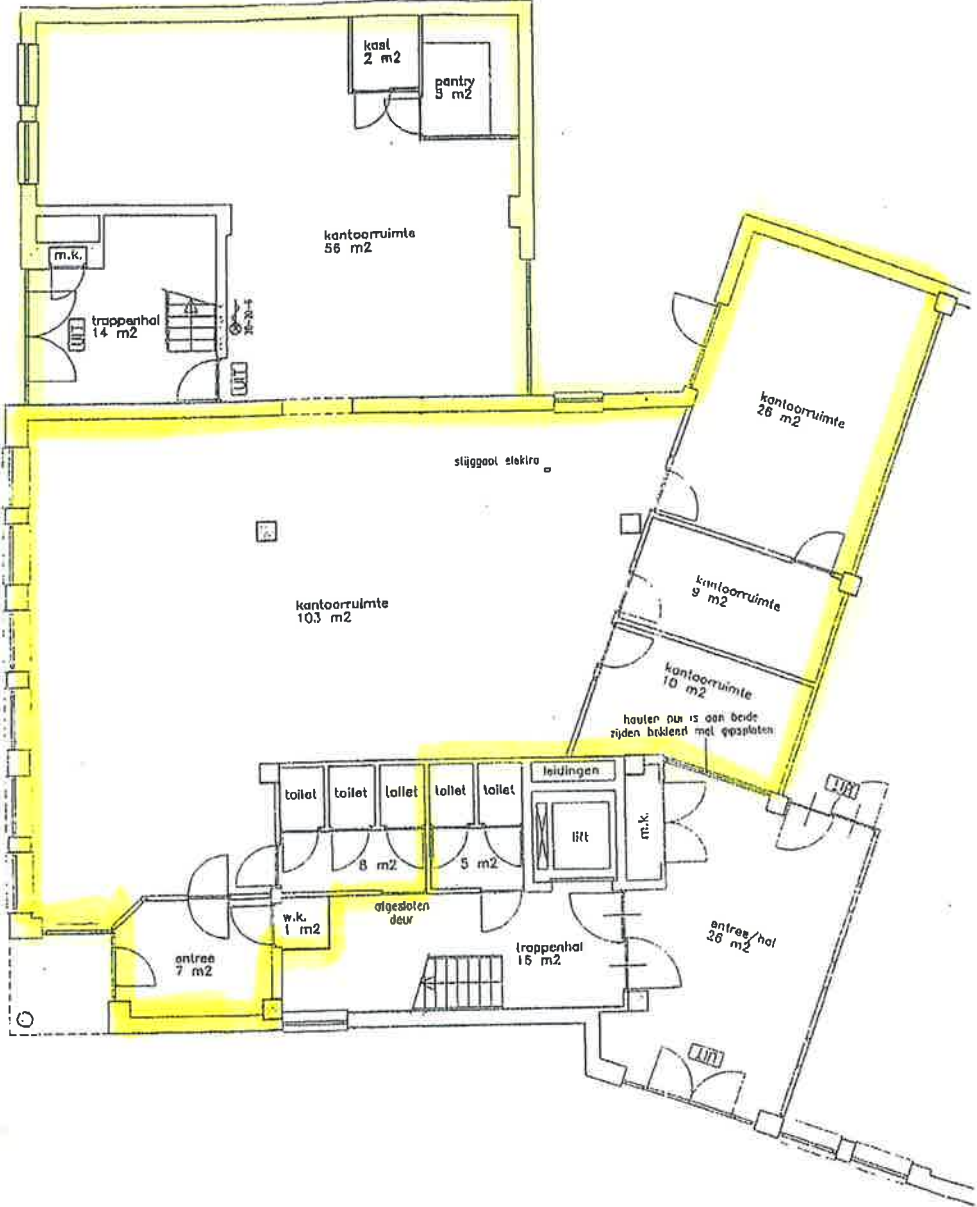 kast
2 m2
pantry
3 m2
kantoorruimte
56 m2
m.k.
trappenhal
14 m2
UIT
UIT
kantoorruimte
26 m2
stijgpat elektra
kantoorruimte
103 m2
kantoorruimte
9 m2
kantoorruimte
10 m2
houten pui is aan beide
zijden bekleed met gipsplaten
leidingen
toilet
toilet
toilet
toilet
toilet
lift
m.k.
8 m2
5 m2
UIT
afgesloten
deur
w.k.
1 m2
entree
7 m2
trappenhal
16 m2
entree/hal
26 m2
UIT